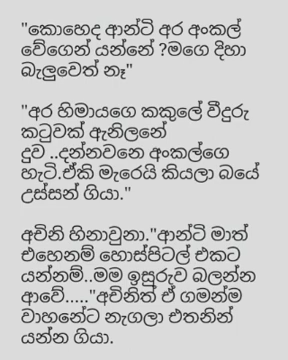 "කොහෙද ආන්ටි අර අංකල්
වේගෙන් යන්නේ ?මගෙ දිහා
බැලුවෙත් නෑ"
"අර හිමායගෙ කකුලේ වීදුරු
කටුවක් ඇනිලනේ
දුව ..දන්නවනෙ අංකල්ගෙ
හැටි.ඒකි මැරෙයි කියලා බයේ
උස්සන් ගියා."
අවිනි හිනාවුනා."ආන්ටි මාත්
එහෙනම් හොස්පිටල් එකට
යන්නම්..මම ඉසුරුව බලන්න
ආවේ....."අවිනිත් ඒ ගමන්ම
වාහනේට නැගලා එතනින්
යන්න ගියා.